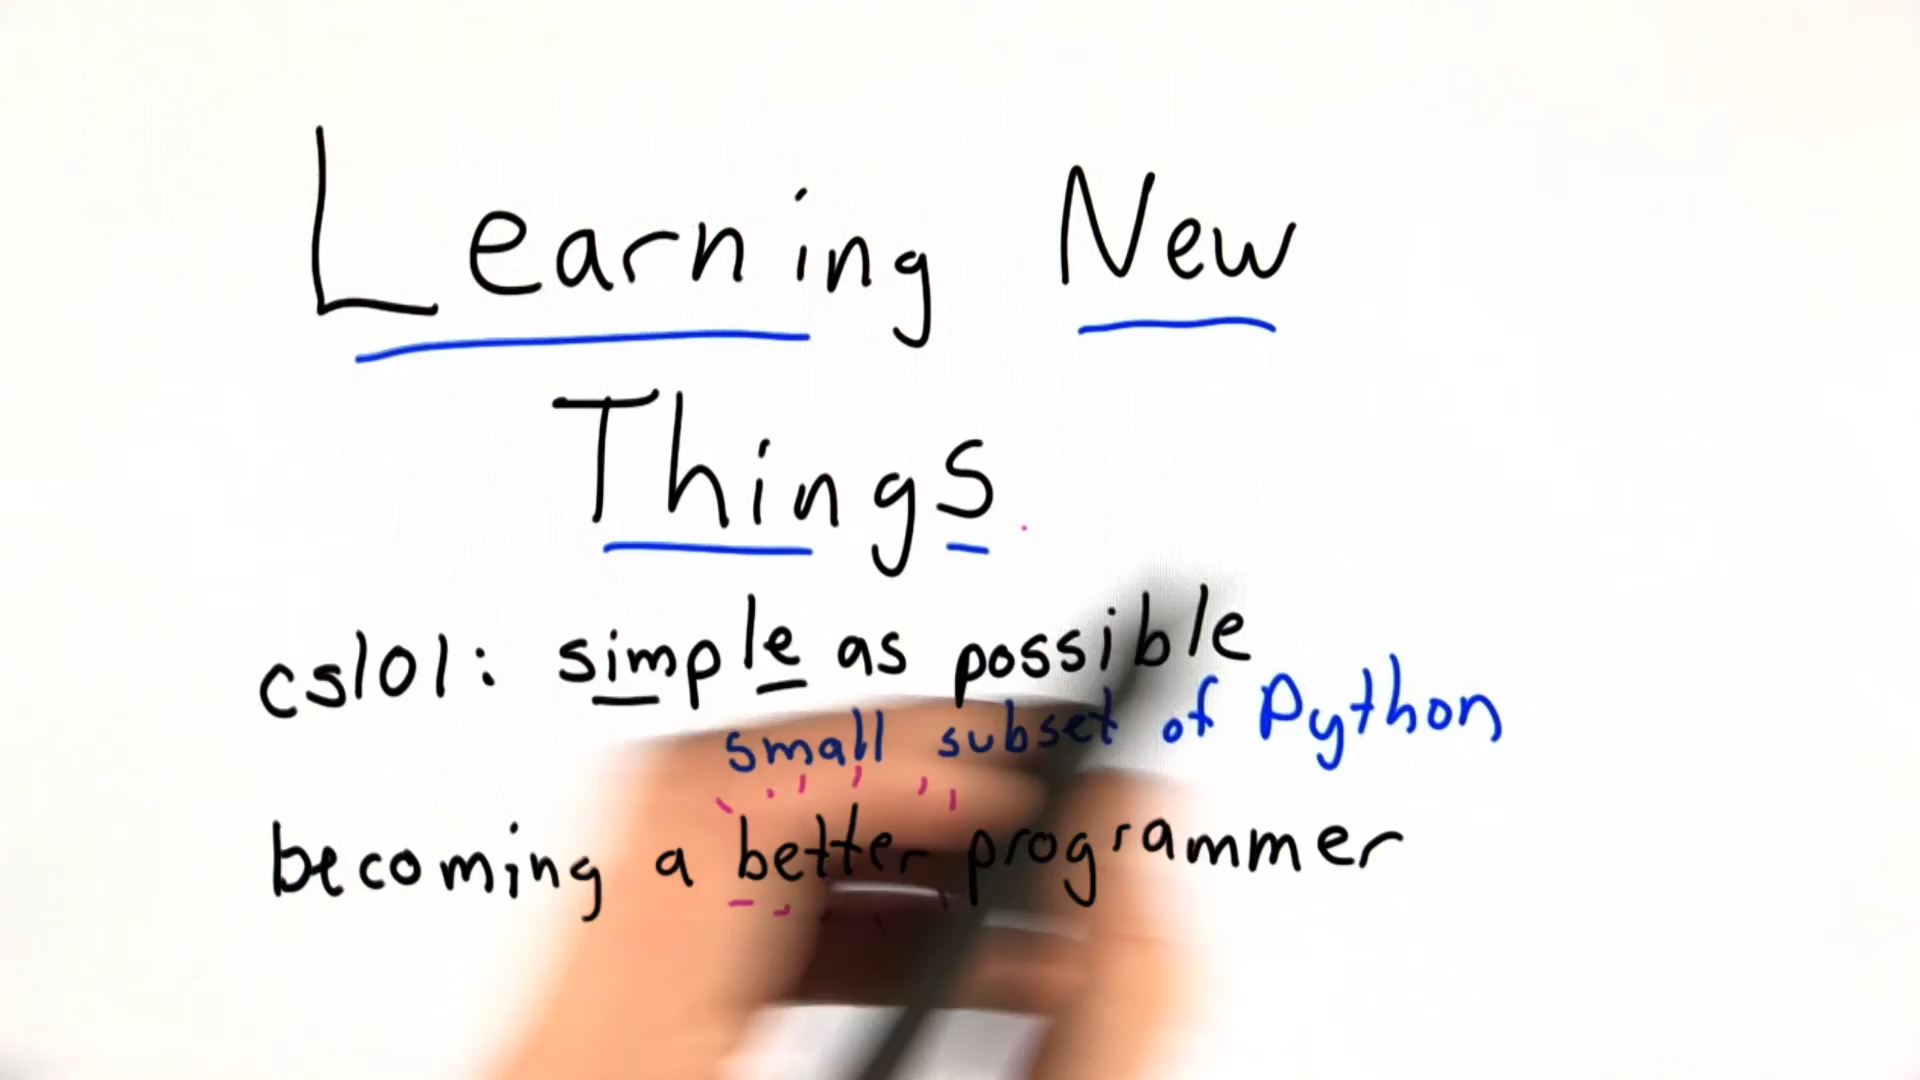 Learning New
Things
cs101: simple as possible
small subset of Python
becoming a better programmer